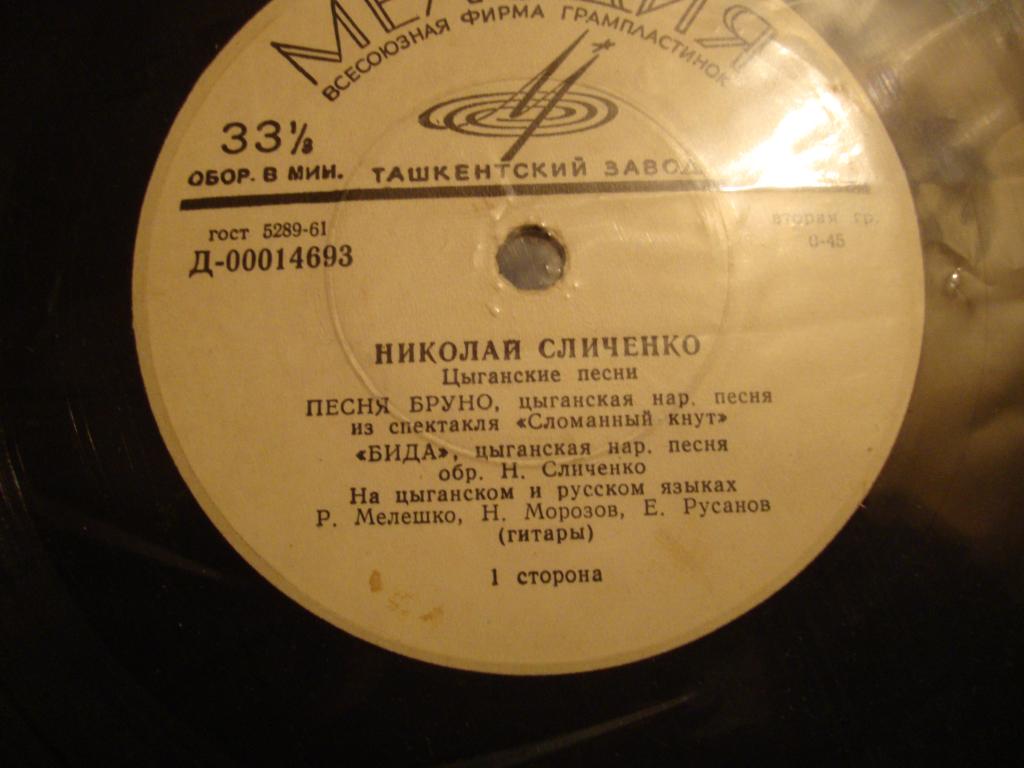 МЕЛОДИЯ
ВСЕСОЮЗНАЯ ФИРМА ГРАМПЛАСТИНОК
33⅓
ОБОР. В МИН.
ТАШКЕНТСКИЙ ЗАВОД
гост 5289-61
Д-00014693
вторая гр.
0-45
НИКОЛАЙ СЛИЧЕНКО
Цыганские песни
ПЕСНЯ БРУНО, цыганская нар. песня
из спектакля «Сломанный кнут»
«БИДА», цыганская нар. песня
обр. Н. Сличенко
На цыганском и русском языках
Р. Мелешко, Н. Морозов, Е. Русанов
(гитары)
1 сторона